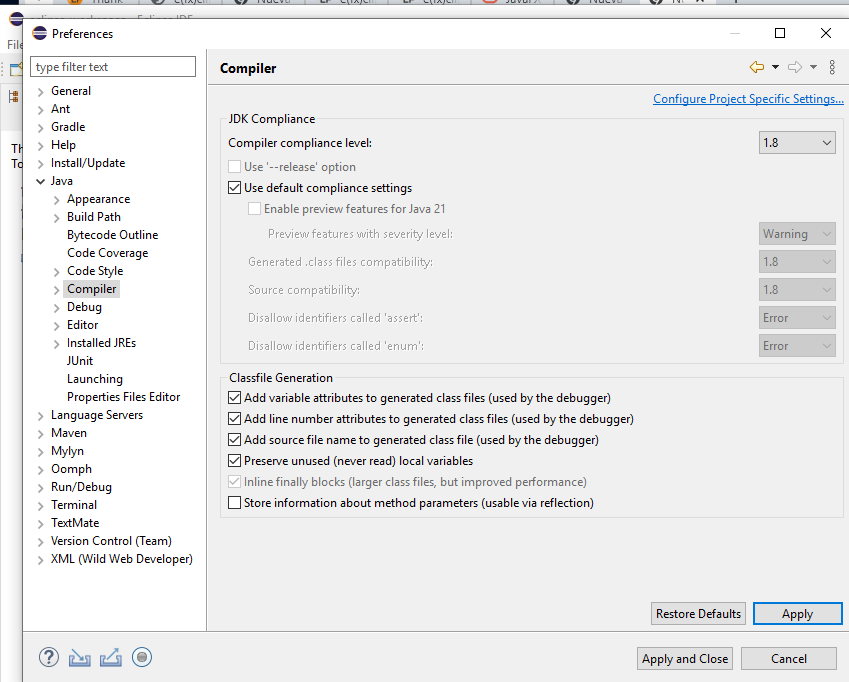 Preferences
File
type filter text
Compiler
General
Ant
Gradle
Help
Install/Update
Java
Appearance
Build Path
Bytecode Outline
Code Coverage
Code Style
Compiler
Debug
Editor
Installed JREs
JUnit
Launching
Properties Files Editor
Language Servers
Maven
Mylyn
Oomph
Run/Debug
Terminal
TextMate
Version Control (Team)
XML (Wild Web Developer)
Configure Project Specific Settings...
JDK Compliance
Compiler compliance level: 1.8
Use '--release' option
Use default compliance settings
Enable preview features for Java 21
Preview features with severity level: Warning
Generated .class files compatibility: 1.8
Source compatibility: 1.8
Disallow identifiers called 'assert': Error
Disallow identifiers called 'enum': Error
Classfile Generation
Add variable attributes to generated class files (used by the debugger)
Add line number attributes to generated class files (used by the debugger)
Add source file name to generated class file (used by the debugger)
Preserve unused (never read) local variables
Inline finally blocks (larger class files, but improved performance)
Store information about method parameters (usable via reflection)
Restore Defaults Apply
Apply and Close Cancel